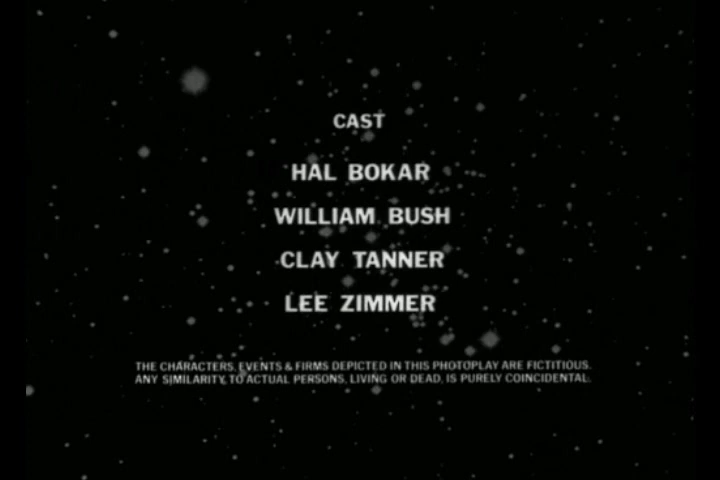 CAST
HAL BOKAR
WILLIAM BUSH
CLAY TANNER
LEE ZIMMER
THE CHARACTERS, EVENTS & FIRMS DEPICTED IN THIS PHOTOPLAY ARE FICTITIOUS.
ANY SIMILARITY TO ACTUAL PERSONS, LIVING OR DEAD, IS PURELY COINCIDENTAL.